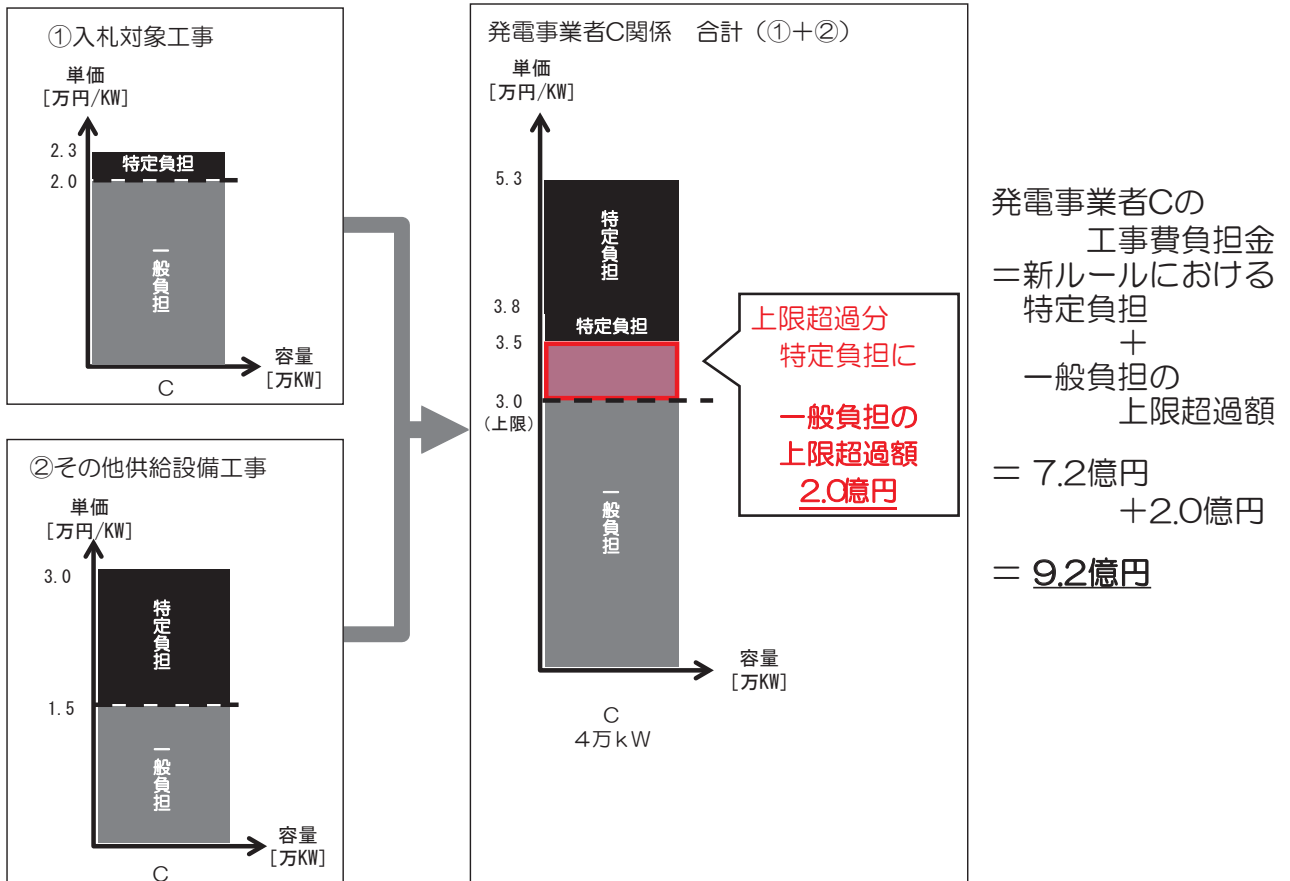 ①入札対象工事
単価
[万円/KW]
2.3
2.0
特定負担
一般負担
容量
[万KW]
C
②その他供給設備工事
単価
[万円/KW]
3.0
1.5
特定負担
一般負担
容量
[万KW]
C
発電事業者C関係 合計（①＋②）
単価
[万円/KW]
5.3
3.8
3.5
3.0
(上限)
特定負担
特定負担
一般負担
容量
[万KW]
C
4万kW
上限超過分
特定負担に
一般負担の
上限超過額
2.0億円
発電事業者Cの
工事費負担金
＝新ルールにおける
特定負担
＋
一般負担の
上限超過額
＝ 7.2億円
＋2.0億円
＝ 9.2億円